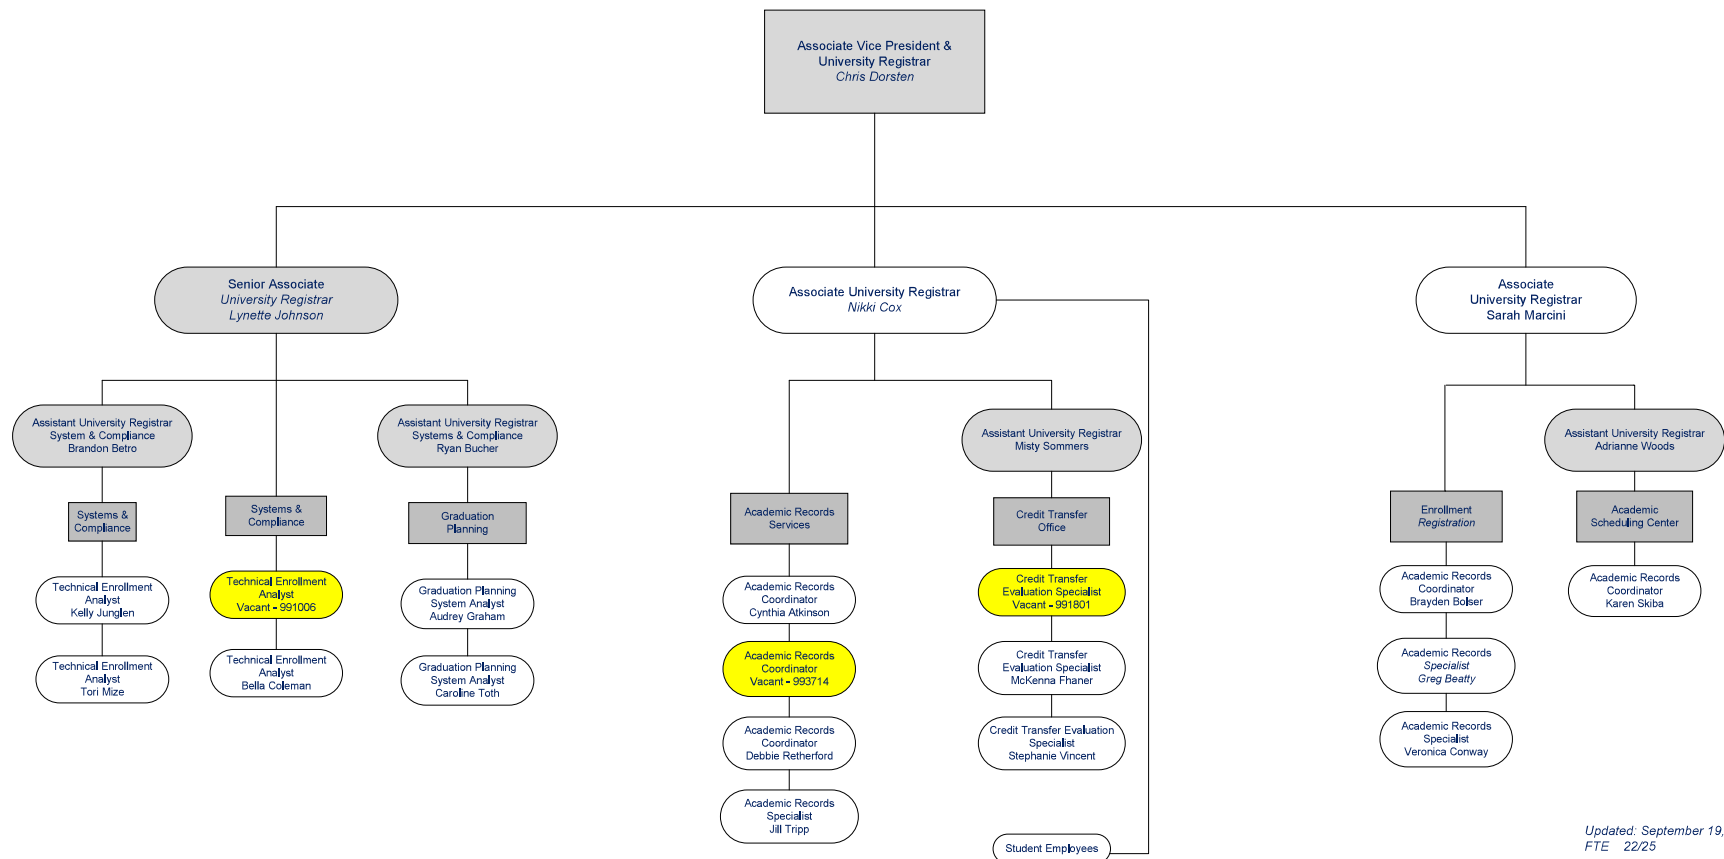 Associate Vice President &
University Registrar
Chris Dorsten
Senior Associate
University Registrar
Lynette Johnson
Associate University Registrar
Nikki Cox
Associate
University Registrar
Sarah Marcini
Assistant University Registrar
System & Compliance
Brandon Betro
Assistant University Registrar
Systems & Compliance
Ryan Bucher
Assistant University Registrar
Misty Sommers
Assistant University Registrar
Adrianne Woods
Systems &
Compliance
Systems &
Compliance
Graduation
Planning
Academic Records
Services
Credit Transfer
Office
Enrollment
Registration
Academic
Scheduling Center
Technical Enrollment
Analyst
Kelly Junglen
Technical Enrollment
Analyst
Vacant - 991006
Graduation Planning
System Analyst
Audrey Graham
Academic Records
Coordinator
Cynthia Atkinson
Credit Transfer
Evaluation Specialist
Vacant - 991801
Academic Records
Coordinator
Brayden Bolser
Academic Records
Coordinator
Karen Skiba
Technical Enrollment
Analyst
Tori Mize
Technical Enrollment
Analyst
Bella Coleman
Graduation Planning
System Analyst
Caroline Toth
Academic Records
Coordinator
Vacant - 993714
Credit Transfer
Evaluation Specialist
McKenna Fhaner
Academic Records
Specialist
Greg Beatty
Academic Records
Coordinator
Debbie Retherford
Credit Transfer Evaluation
Specialist
Stephanie Vincent
Academic Records
Specialist
Veronica Conway
Academic Records
Specialist
Jill Tripp
Student Employees
Updated: September 19,
FTE 22/25